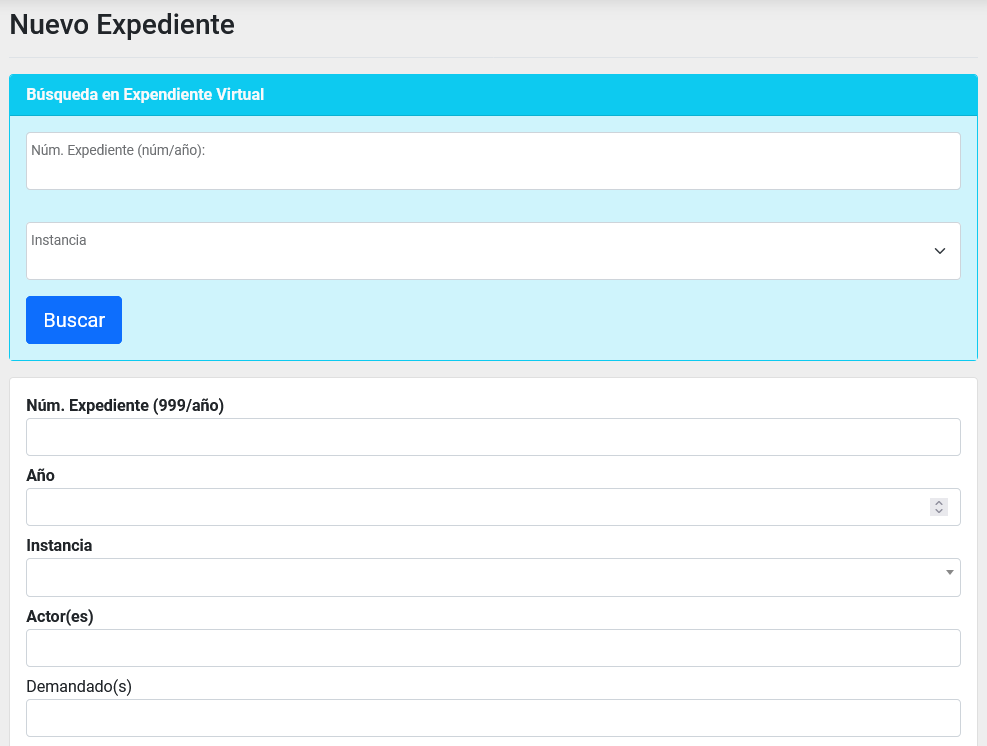 Nuevo Expediente
Búsqueda en Expendiente Virtual
Núm. Expediente (núm/año):
Instancia
Buscar
Núm. Expediente (999/año)
Año
Instancia
Actor(es)
Demandado(s)